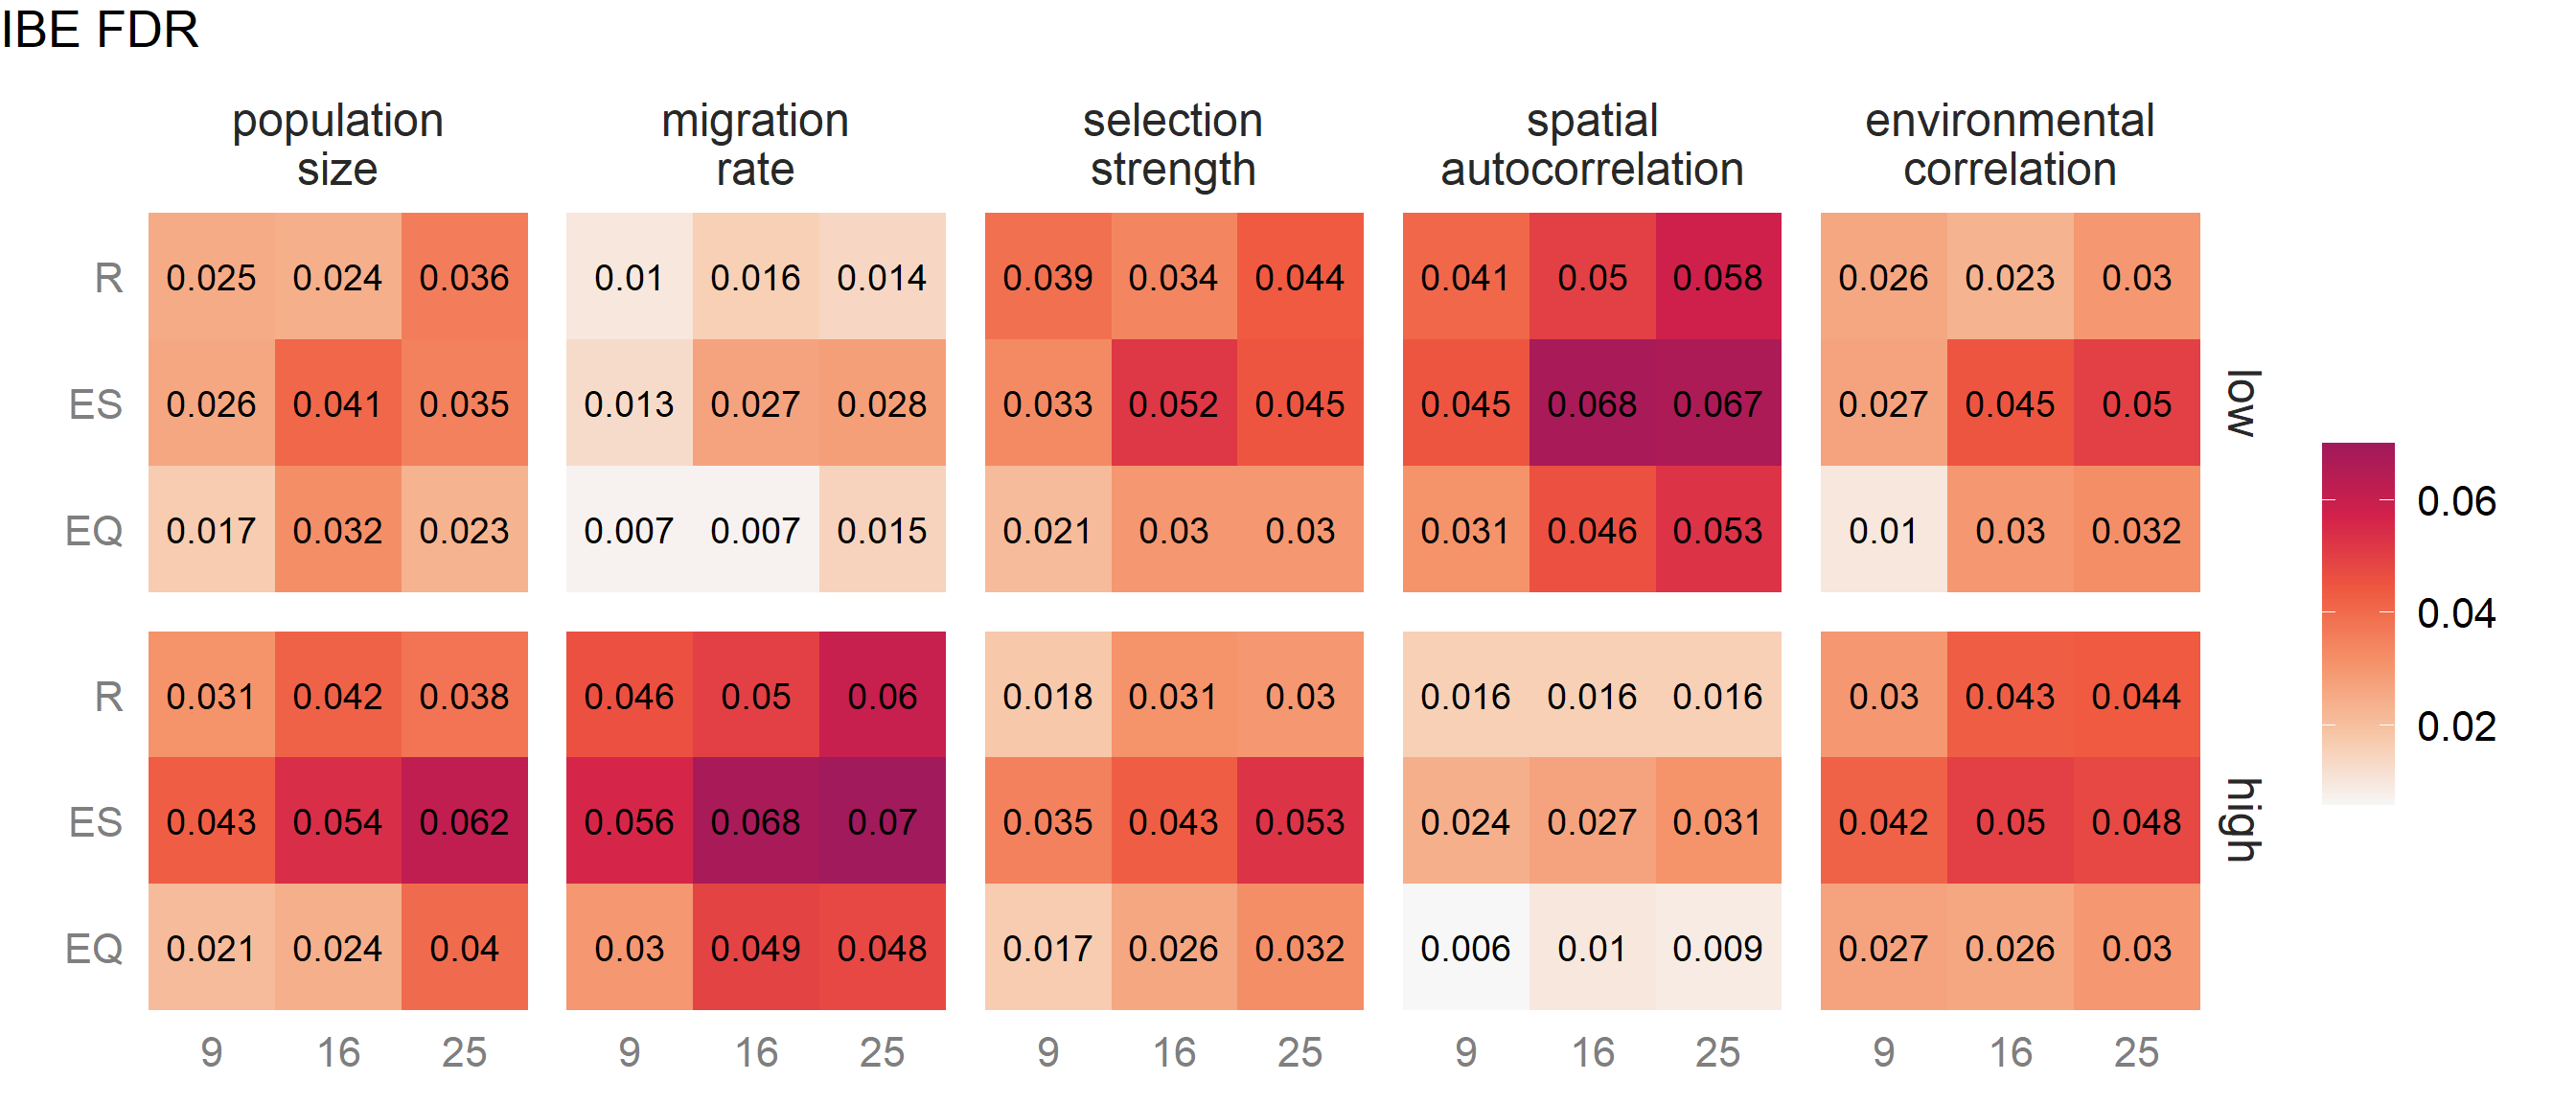 IBE FDR
population size
migration rate
selection strength
spatial autocorrelation
environmental correlation
R 0.025 0.024 0.036 0.01 0.016 0.014 0.039 0.034 0.044 0.041 0.05 0.058 0.026 0.023 0.03
ES 0.026 0.041 0.035 0.013 0.027 0.028 0.033 0.052 0.045 0.045 0.068 0.067 0.027 0.045 0.05
EQ 0.017 0.032 0.023 0.007 0.007 0.015 0.021 0.03 0.03 0.031 0.046 0.053 0.01 0.03 0.032
low
R 0.031 0.042 0.038 0.046 0.05 0.06 0.018 0.031 0.03 0.016 0.016 0.016 0.03 0.043 0.044
ES 0.043 0.054 0.062 0.056 0.068 0.07 0.035 0.043 0.053 0.024 0.027 0.031 0.042 0.05 0.048
EQ 0.021 0.024 0.04 0.03 0.049 0.048 0.017 0.026 0.032 0.006 0.01 0.009 0.027 0.026 0.03
high
9 16 25 9 16 25 9 16 25 9 16 25 9 16 25
0.06
0.04
0.02